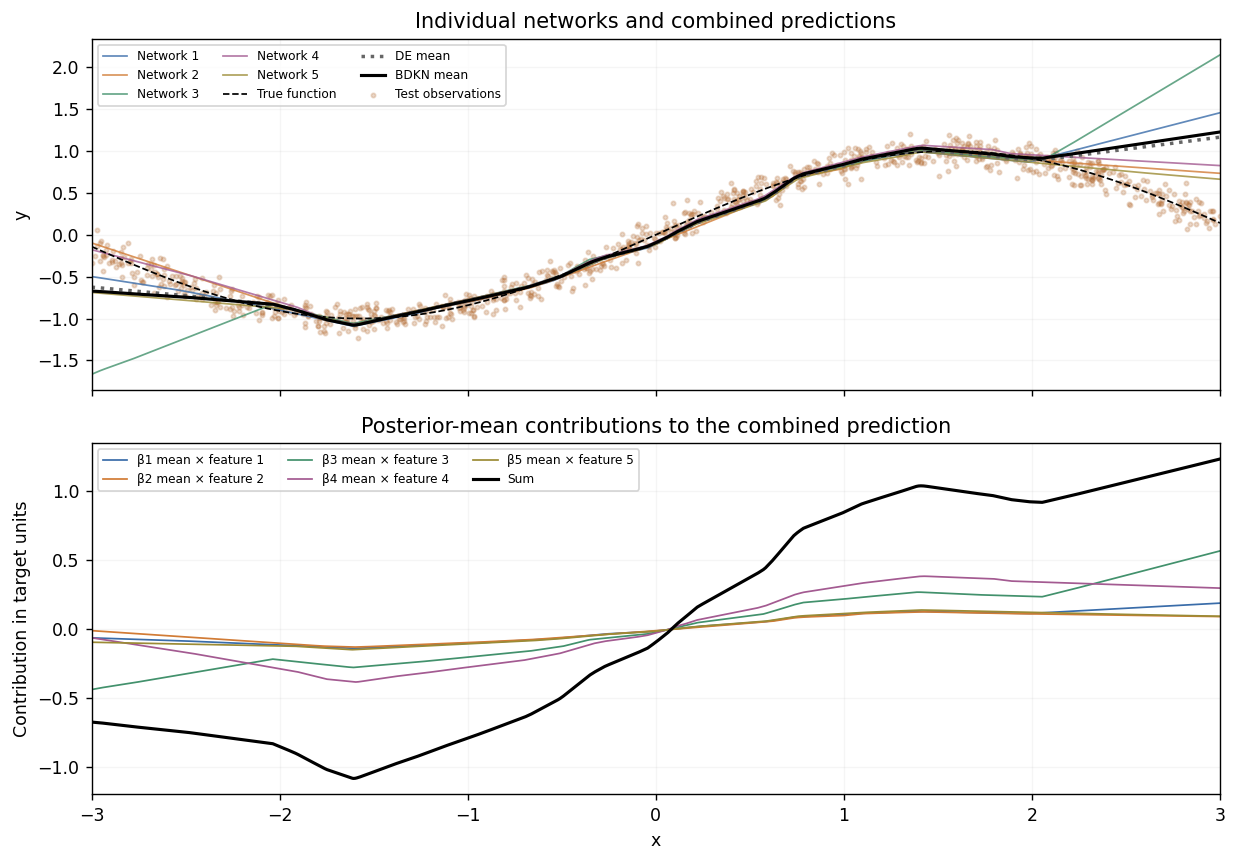 Individual networks and combined predictions
Network 1 Network 4 DE mean
Network 2 Network 5 BDKN mean
Network 3 True function Test observations
2.0
1.5
1.0
0.5
0.0
−0.5
−1.0
−1.5
y
Posterior-mean contributions to the combined prediction
β1 mean × feature 1 β3 mean × feature 3 β5 mean × feature 5
β2 mean × feature 2 β4 mean × feature 4 Sum
1.0
0.5
0.0
−0.5
−1.0
Contribution in target units
−3 −2 −1 0 1 2 3
x